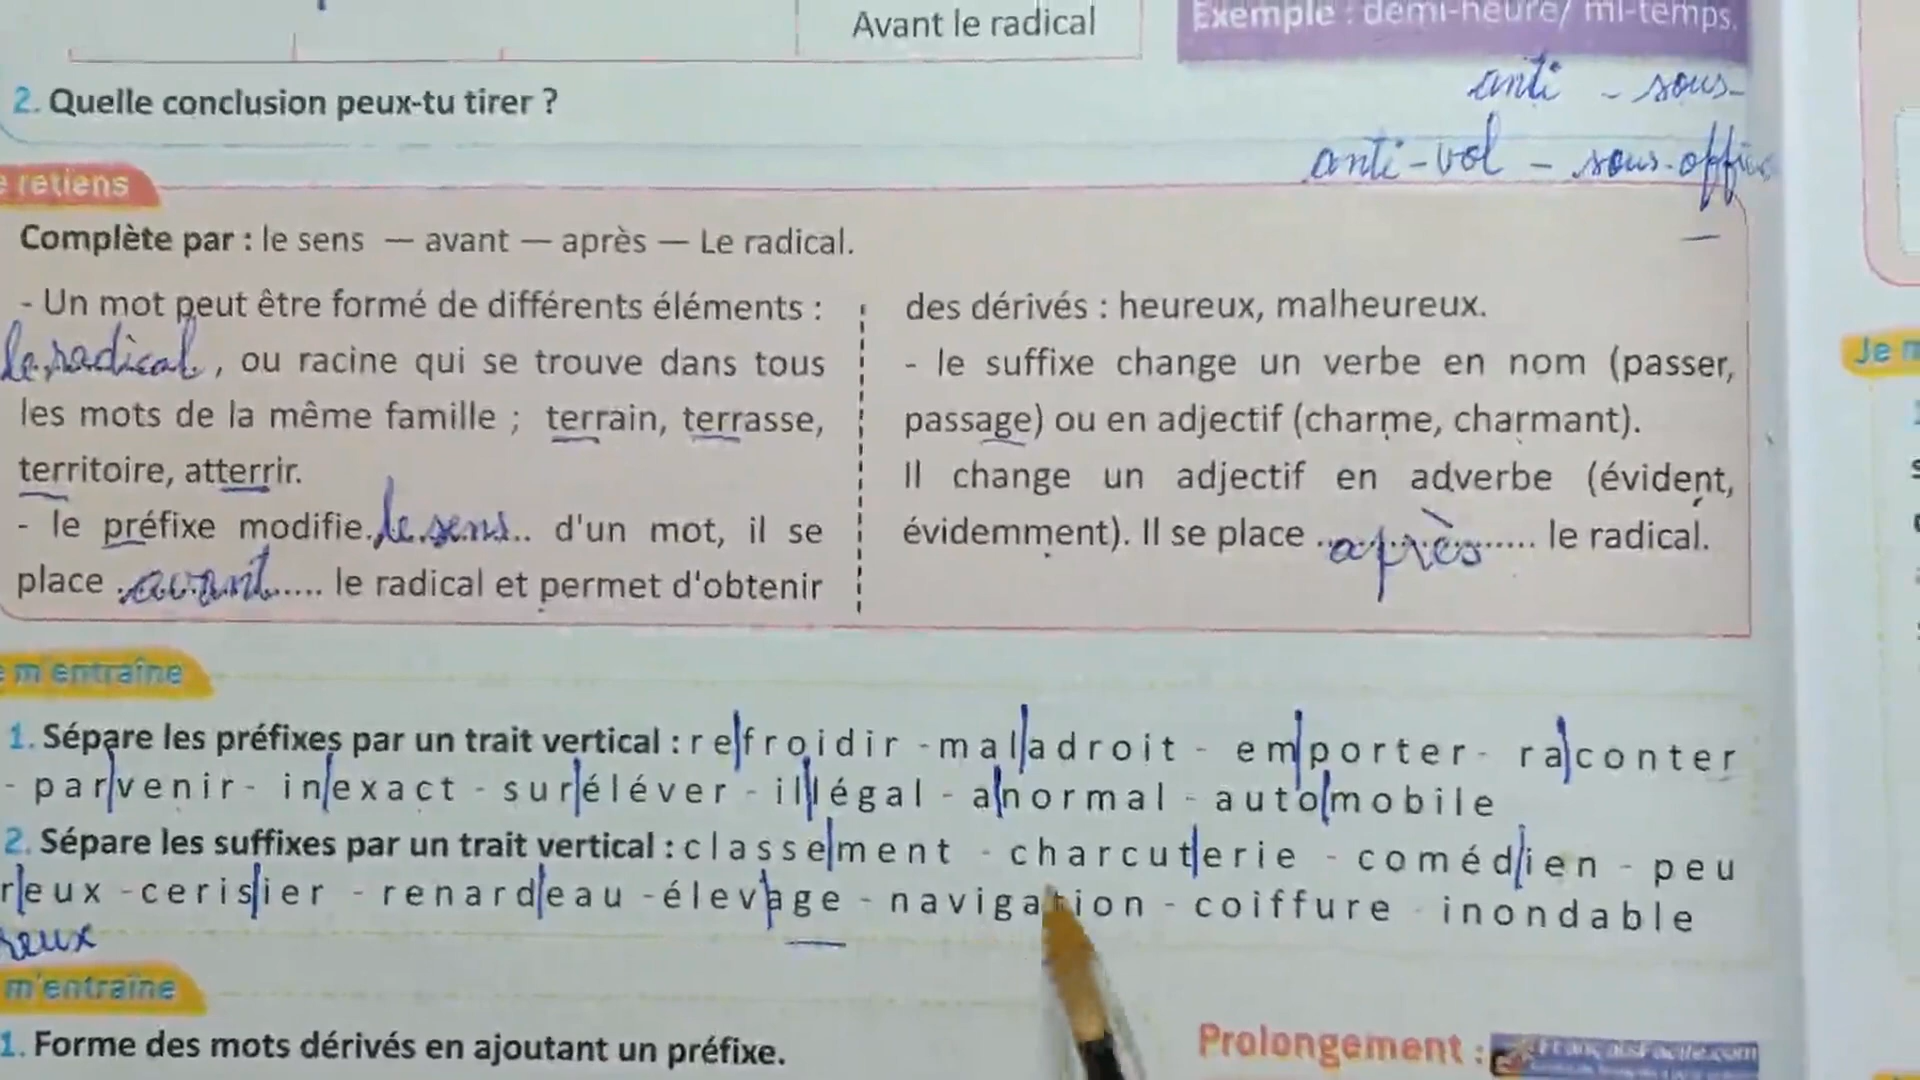 Avant le radical
Exemple : demi-heure/ mi-temps.
anti - sous-
2. Quelle conclusion peux-tu tirer ?
anti-vol - sous-offic
e retiens
Complète par : le sens — avant — après — Le radical.
- Un mot peut être formé de différents éléments :
le radical, ou racine qui se trouve dans tous
les mots de la même famille ; terrain, terrasse,
territoire, atterrir.
- le préfixe modifie le sens d'un mot, il se
place avant le radical et permet d'obtenir
des dérivés : heureux, malheureux.
- le suffixe change un verbe en nom (passer,
passage) ou en adjectif (charme, charmant).
Il change un adjectif en adverbe (évident,
évidemment). Il se place après le radical.
e m'entraîne
1. Sépare les préfixes par un trait vertical : re|froidir - mal|adroit - em|porter - ra|conter
- par|venir - in|exact - sur|éléver - il|légal - a|normal - auto|mobile
2. Sépare les suffixes par un trait vertical : classe|ment - charcut|erie - coméd|ien - peu
r|eux - ceris|ier - renard|eau - élev|age - navigation - coiffure - inondable
reux
m'entraîne
1. Forme des mots dérivés en ajoutant un préfixe.
Prolongement :
Je m